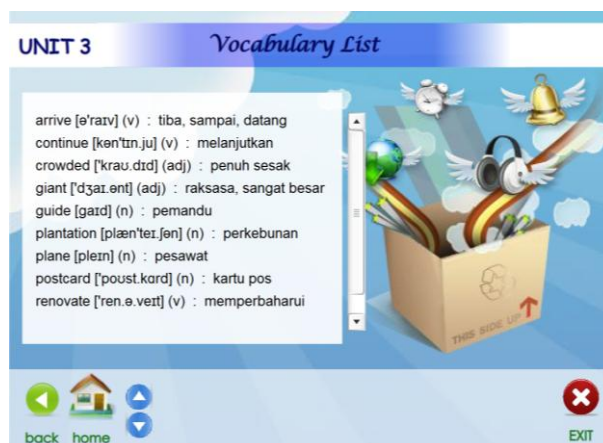 UNIT 3
Vocabulary List
arrive [ə'raɪv] (v) : tiba, sampai, datang
continue [kən'tɪn.ju] (v) : melanjutkan
crowded ['kraʊ.dɪd] (adj) : penuh sesak
giant ['dʒaɪ.ənt] (adj) : raksasa, sangat besar
guide [gaɪd] (n) : pemandu
plantation [plæn'teɪ.ʃən] (n) : perkebunan
plane [pleɪn] (n) : pesawat
postcard ['poʊst.kɑrd] (n) : kartu pos
renovate ['ren.ə.veɪt] (v) : memperbaharui
THIS SIDE UP
back home
EXIT